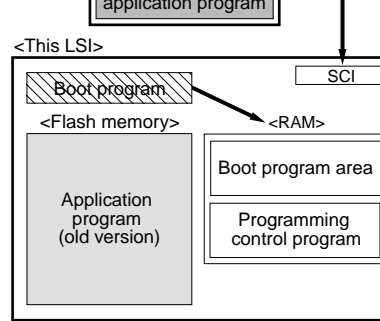 application program
<This LSI>
SCI
Boot program
<Flash memory>
<RAM>
Application
program
(old version)
Boot program area
Programming
control program